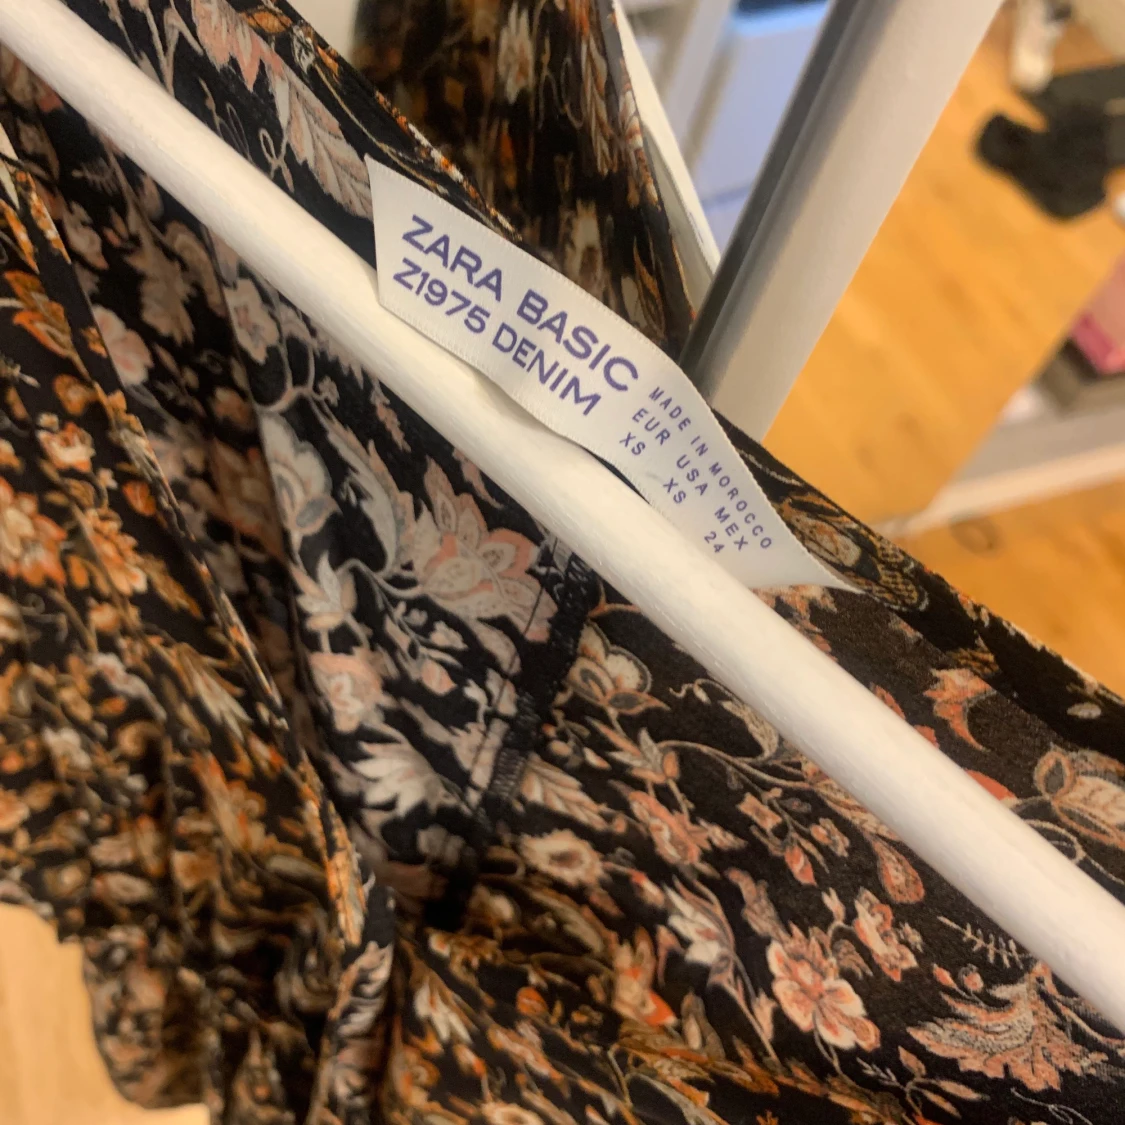 ZARA BASIC
Z1975 DENIM
MADE IN MOROCCO
EUR USA MEX
XS XS 24